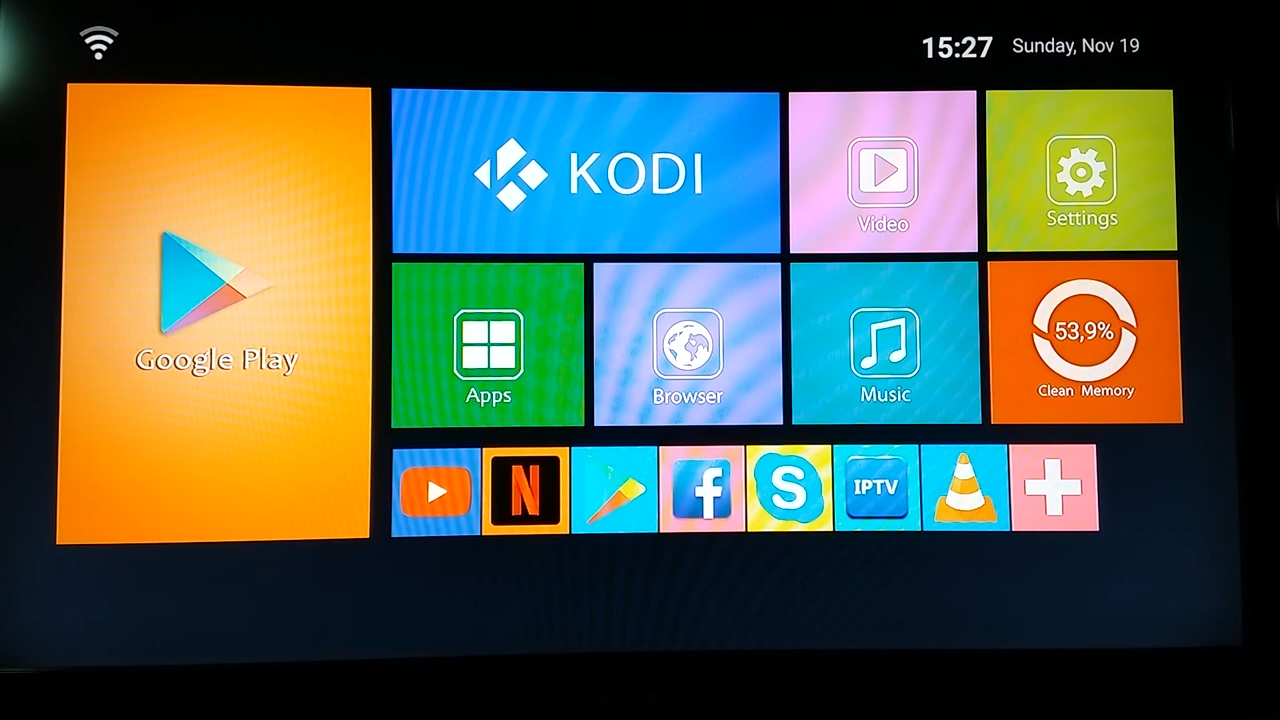 15:27 Sunday, Nov 19
KODI
Video
Settings
Google Play
Apps
Browser
Music
53,9%
Clean Memory
N
f
S
IPTV